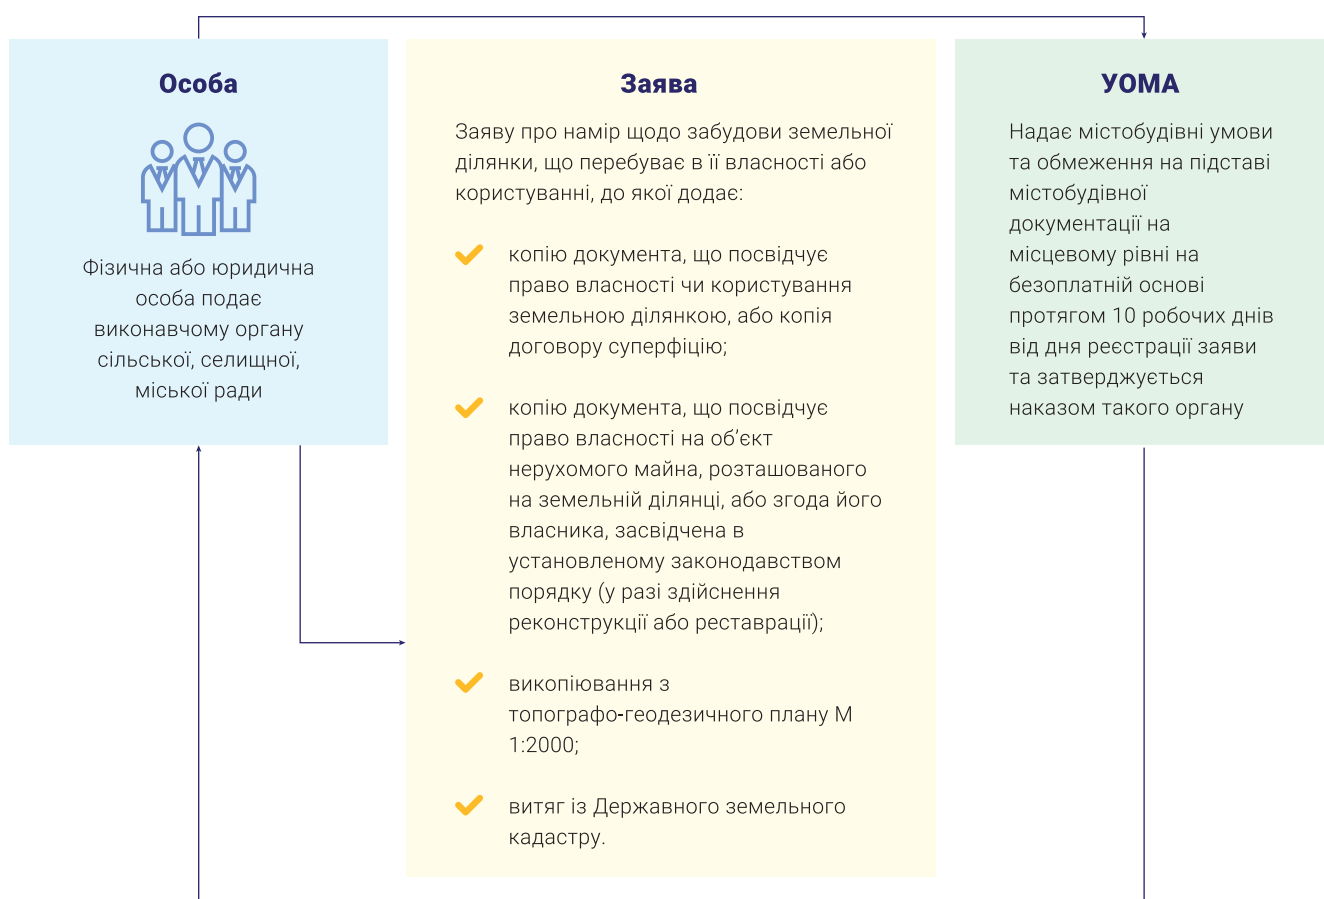 Особа
Фізична або юридична
особа подає
виконавчому органу
сільської, селищної,
міської ради
Заява
Заяву про намір щодо забудови земельної
ділянки, що перебуває в її власності або
користуванні, до якої додає:
копію документа, що посвідчує
право власності чи користування
земельною ділянкою, або копія
договору суперфіцію;
копію документа, що посвідчує
право власності на об’єкт
нерухомого майна, розташованого
на земельній ділянці, або згода його
власника, засвідчена в
установленому законодавством
порядку (у разі здійснення
реконструкції або реставрації);
викопіювання з
топографо-геодезичного плану М
1:2000;
витяг із Державного земельного
кадастру.
УОМА
Надає містобудівні умови
та обмеження на підставі
містобудівної
документації на
місцевому рівні на
безоплатній основі
протягом 10 робочих днів
від дня реєстрації заяви
та затверджується
наказом такого органу